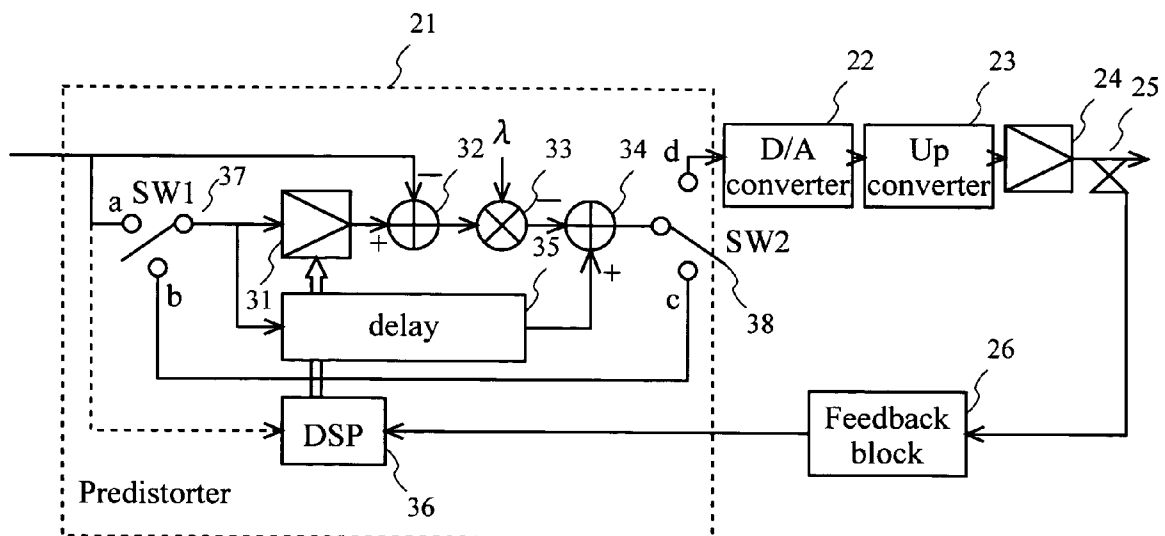 21
22
23
24
25
d
D/A
converter
Up
converter
λ
32
33
34
−
−
SW1
37
a
+
35
SW2
b
31
+
c
38
delay
26
DSP
Feedback
block
Predistorter
36